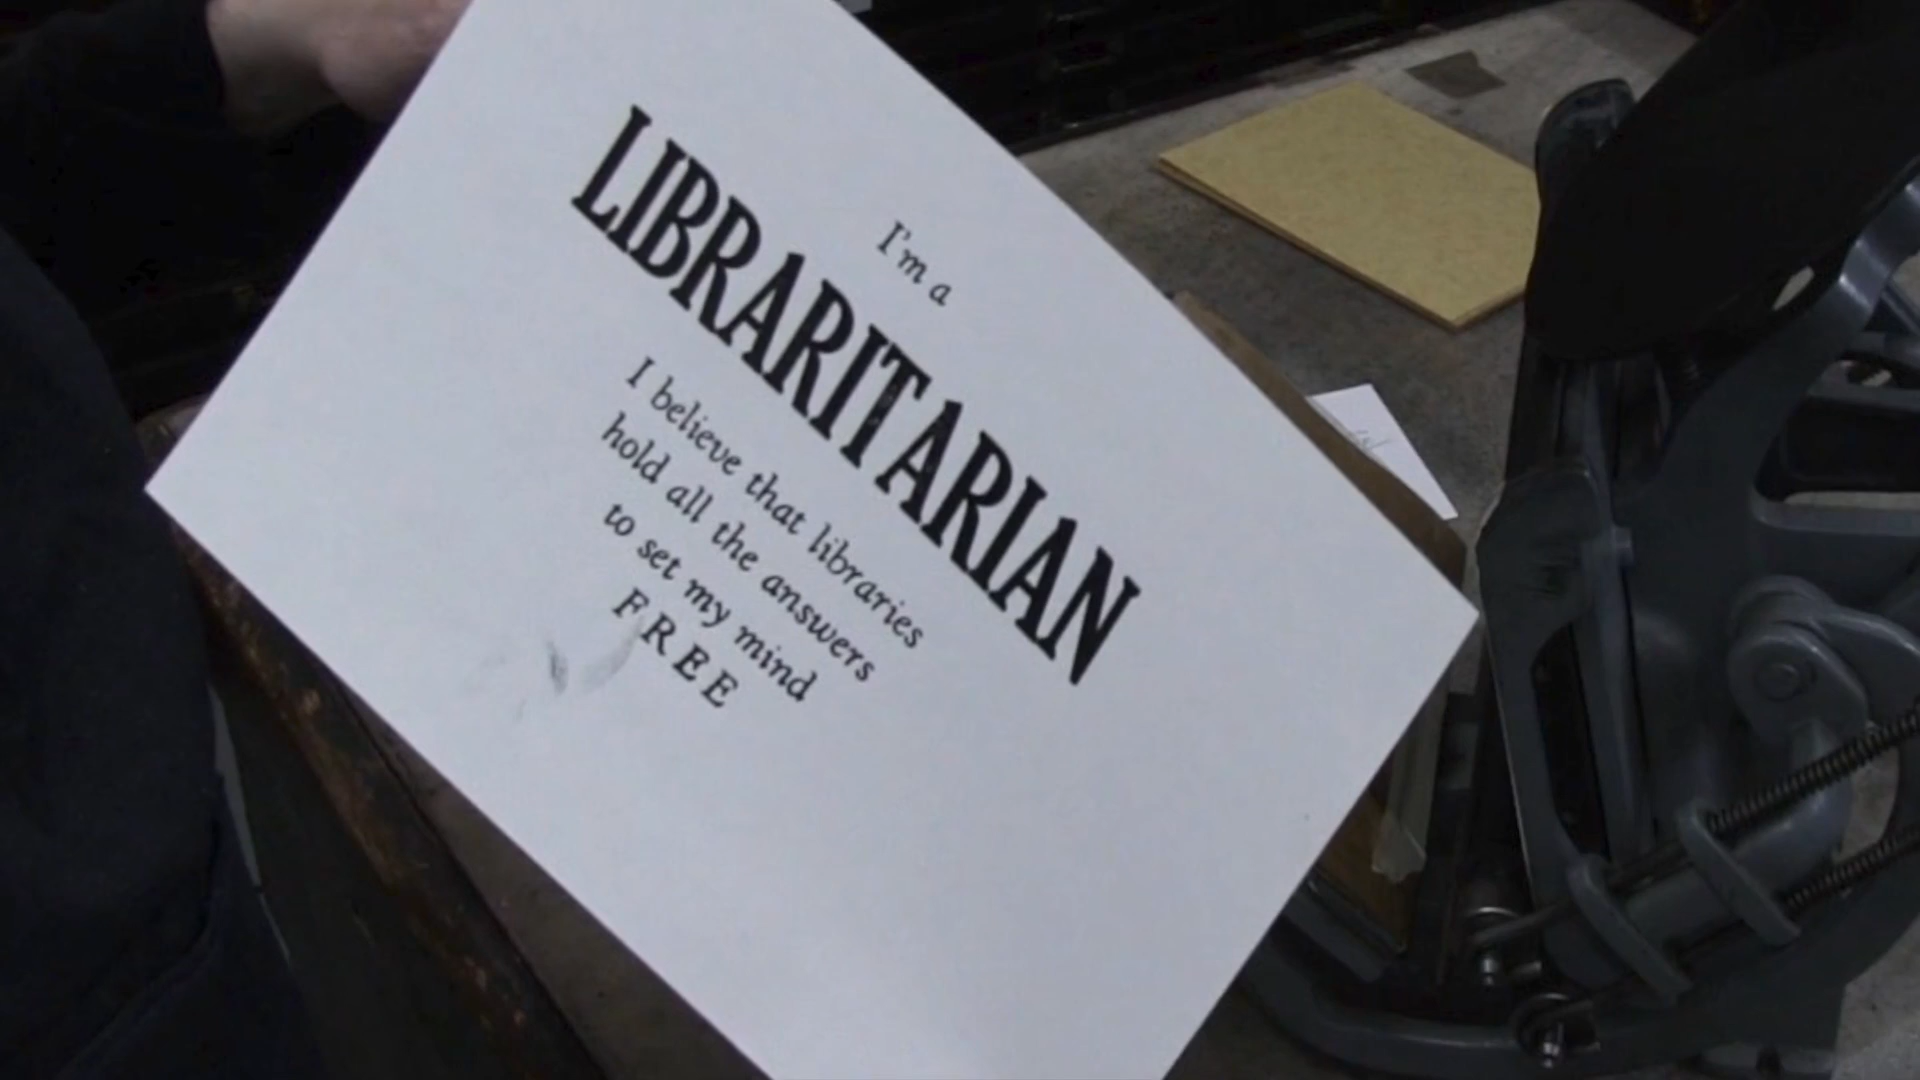 I'm a
LIBRARITARIAN
I believe that libraries
hold all the answers
to set my mind
FREE